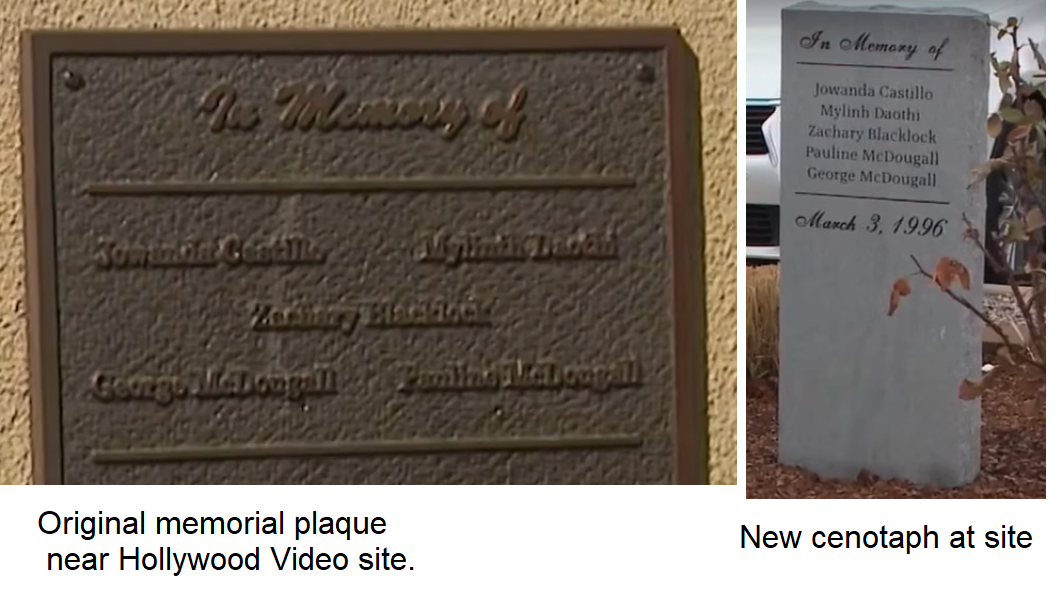 In Memory of
Jowanda Castillo Mylinh Daothi
Zachary Blacklock
George McDougall Pauline McDougall
Original memorial plaque
near Hollywood Video site.
In Memory of
Jowanda Castillo
Mylinh Daothi
Zachary Blacklock
Pauline McDougall
George McDougall
March 3, 1996
New cenotaph at site